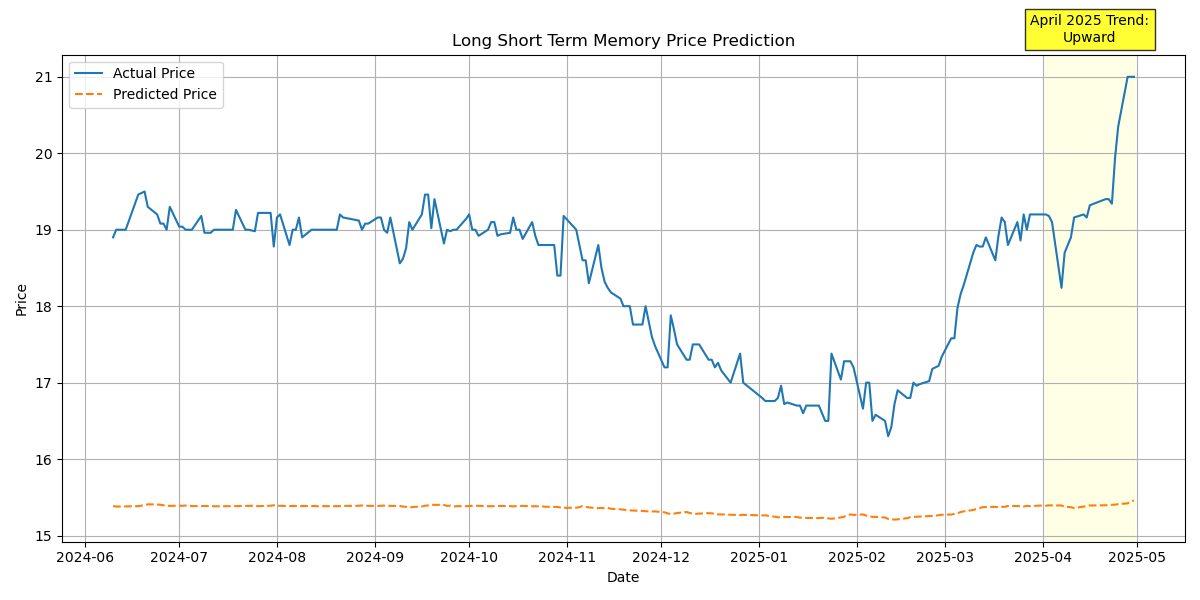 April 2025 Trend:
Upward
Long Short Term Memory Price Prediction
Actual Price
Predicted Price
Price
21
20
19
18
17
16
15
2024-06 2024-07 2024-08 2024-09 2024-10 2024-11 2024-12 2025-01 2025-02 2025-03 2025-04 2025-05
Date